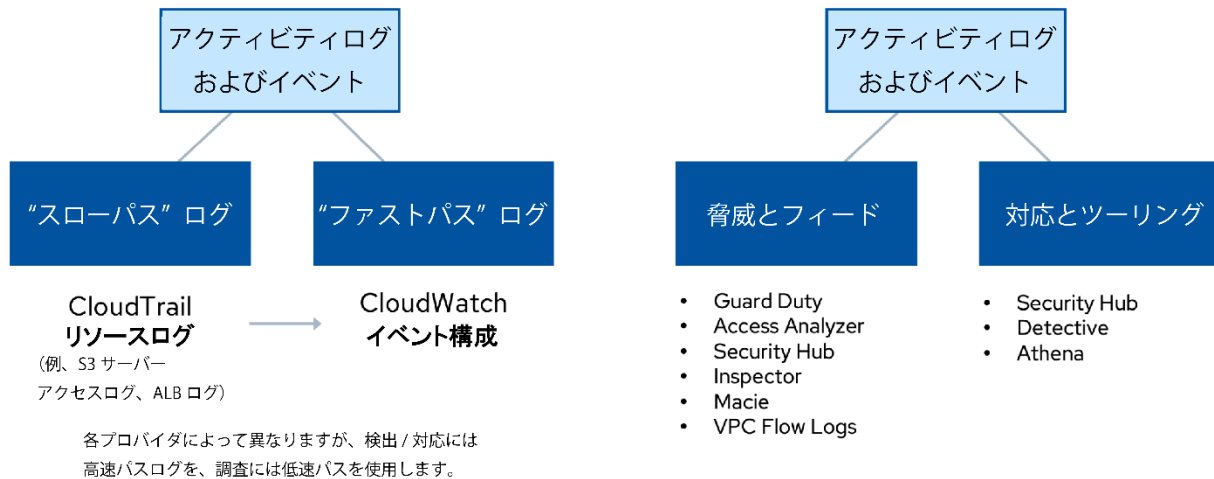 アクティビティログ
およびイベント
“スローパス” ログ
“ファストパス” ログ
CloudTrail
リソースログ
(例、S3 サーバー
アクセスログ、ALB ログ)
CloudWatch
イベント構成
各プロバイダによって異なりますが、検出 / 対応には
高速パスログを、調査には低速パスを使用します。
アクティビティログ
およびイベント
脅威とフィード
対応とツーリング
• Guard Duty
• Access Analyzer
• Security Hub
• Inspector
• Macie
• VPC Flow Logs
• Security Hub
• Detective
• Athena